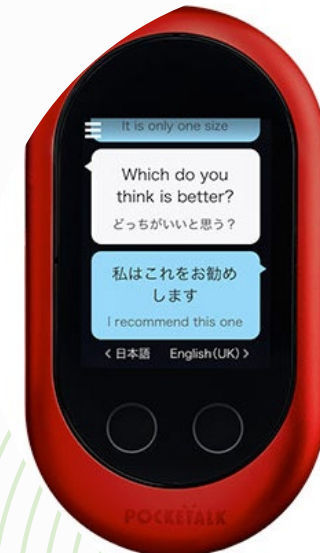 It is only one size
Which do you
think is better?
どっちがいいと思う？
私はこれをお勧め
します
I recommend this one
< 日本語 English(UK) >
POCKETALK